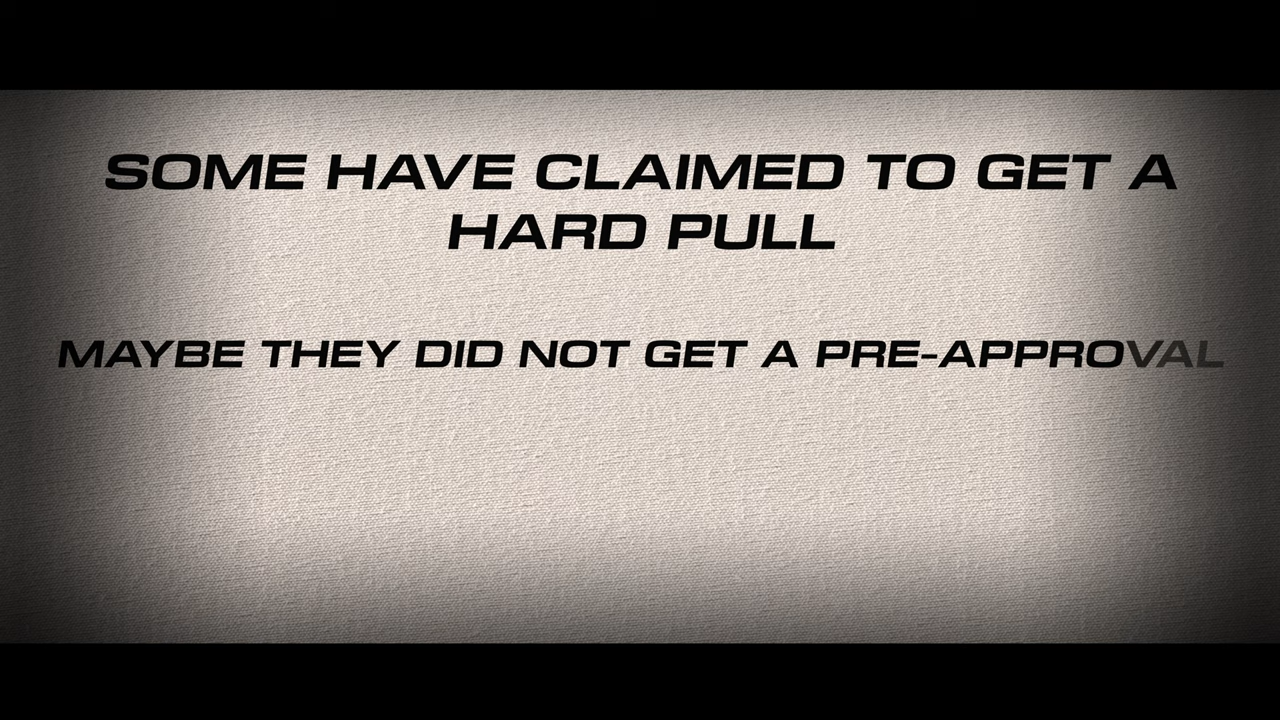 SOME HAVE CLAIMED TO GET A
HARD PULL
MAYBE THEY DID NOT GET A PRE-APPROVAL